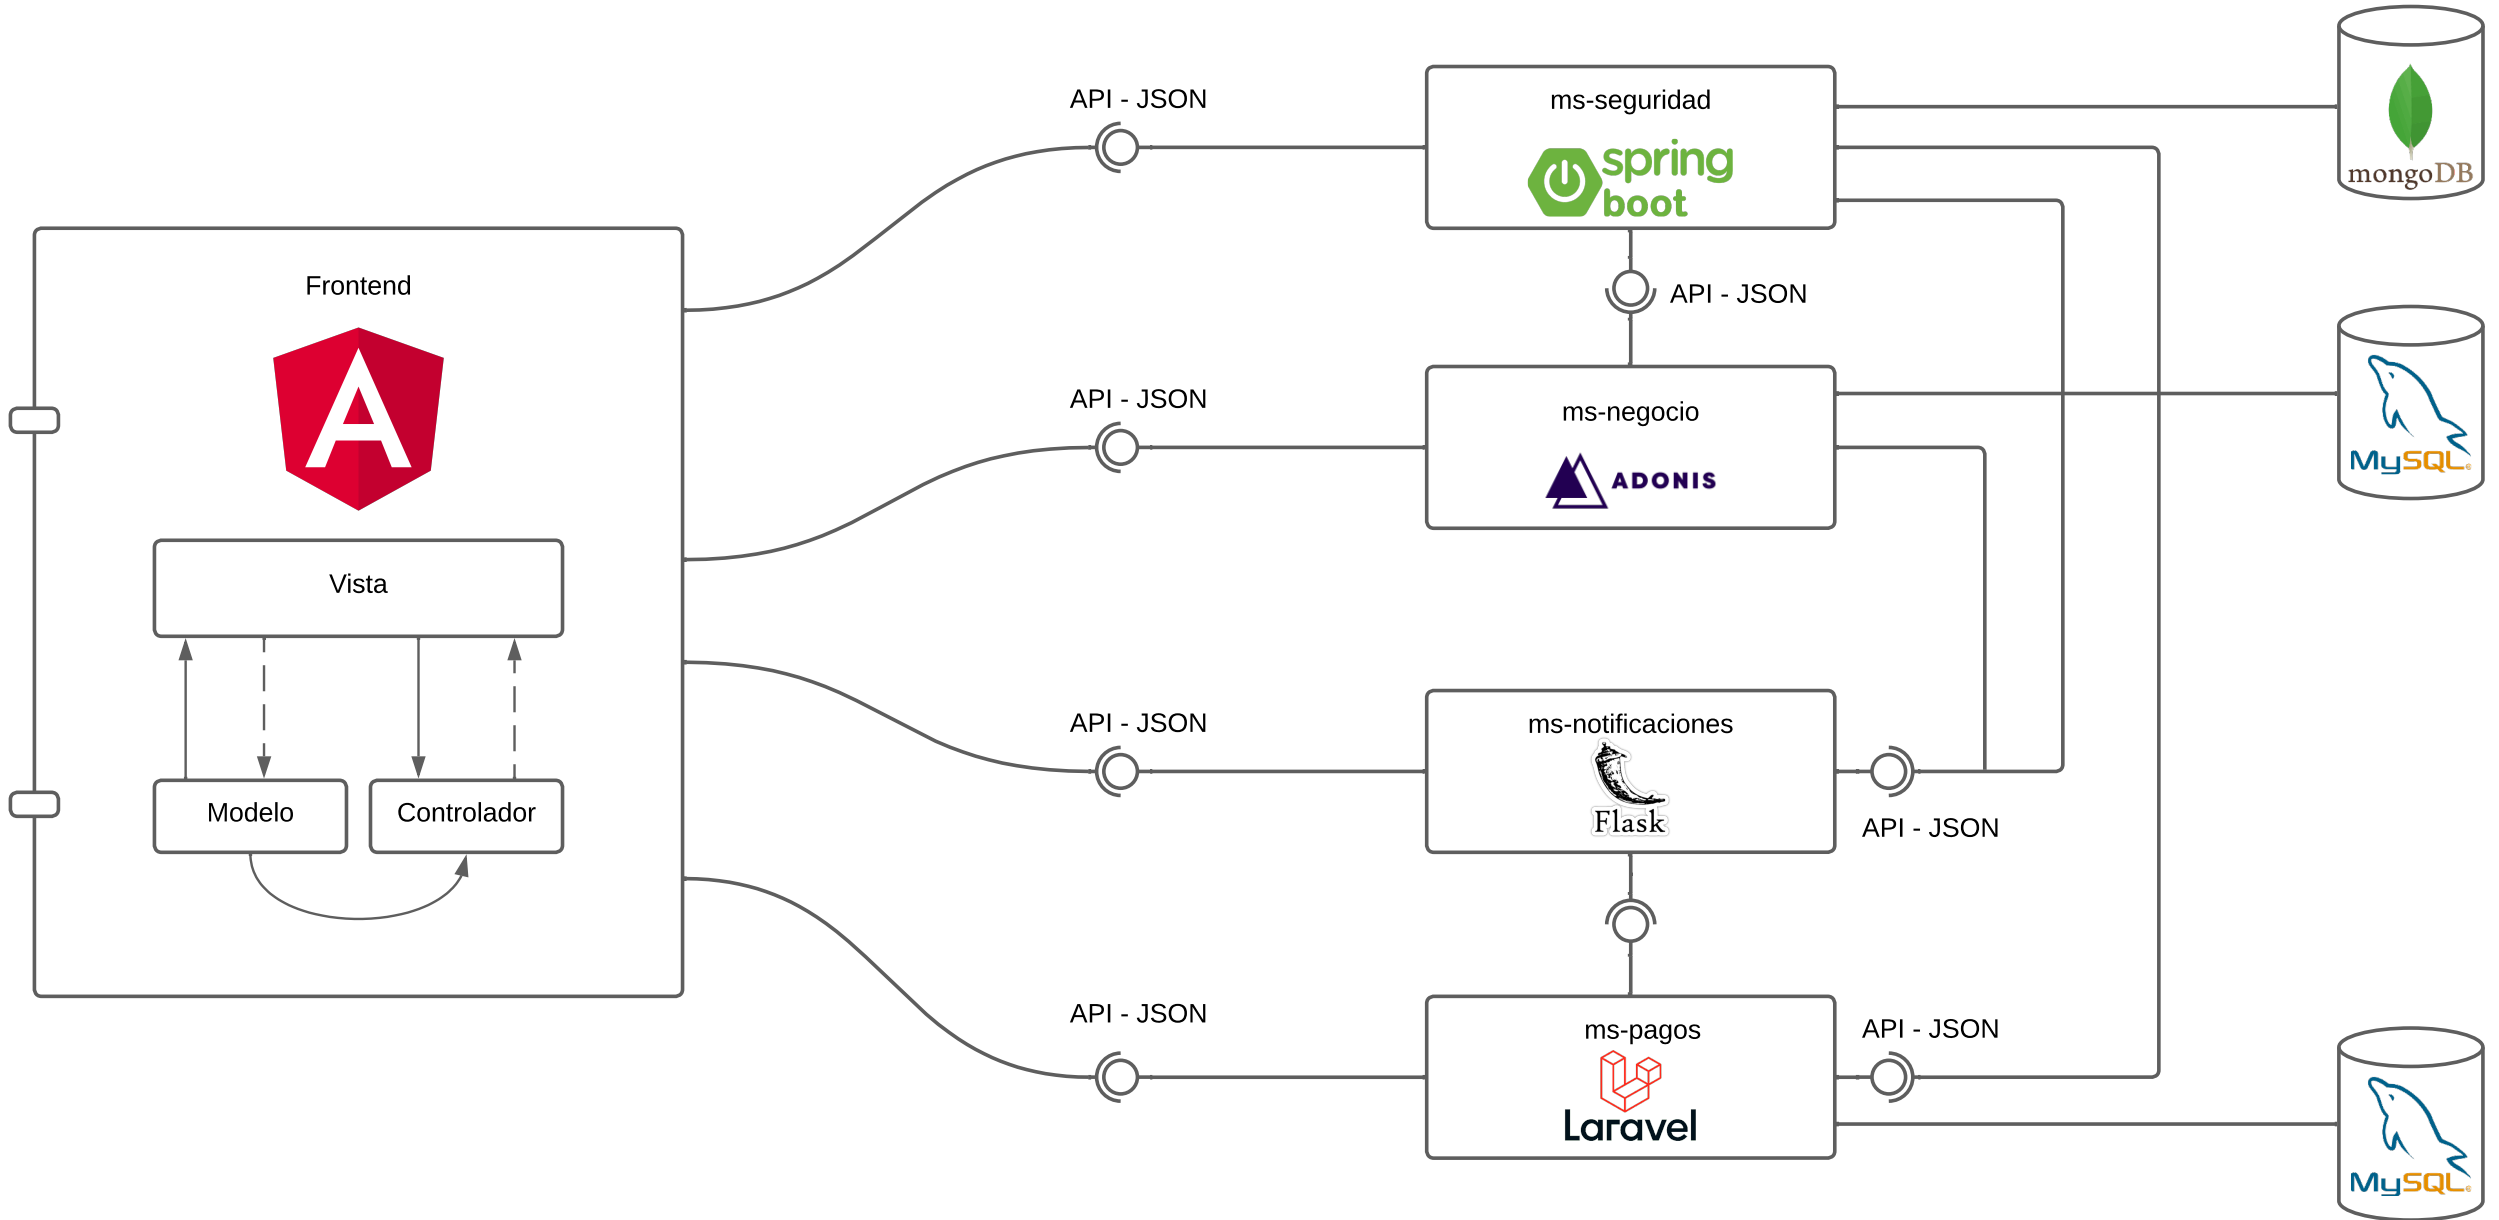 Frontend
Vista
Modelo
Controlador
API - JSON
API - JSON
API - JSON
API - JSON
ms-seguridad
spring
boot
API - JSON
ms-negocio
ADONIS
ms-notificaciones
Flask
API - JSON
ms-pagos
Laravel
API - JSON
mongoDB
MySQL
MySQL